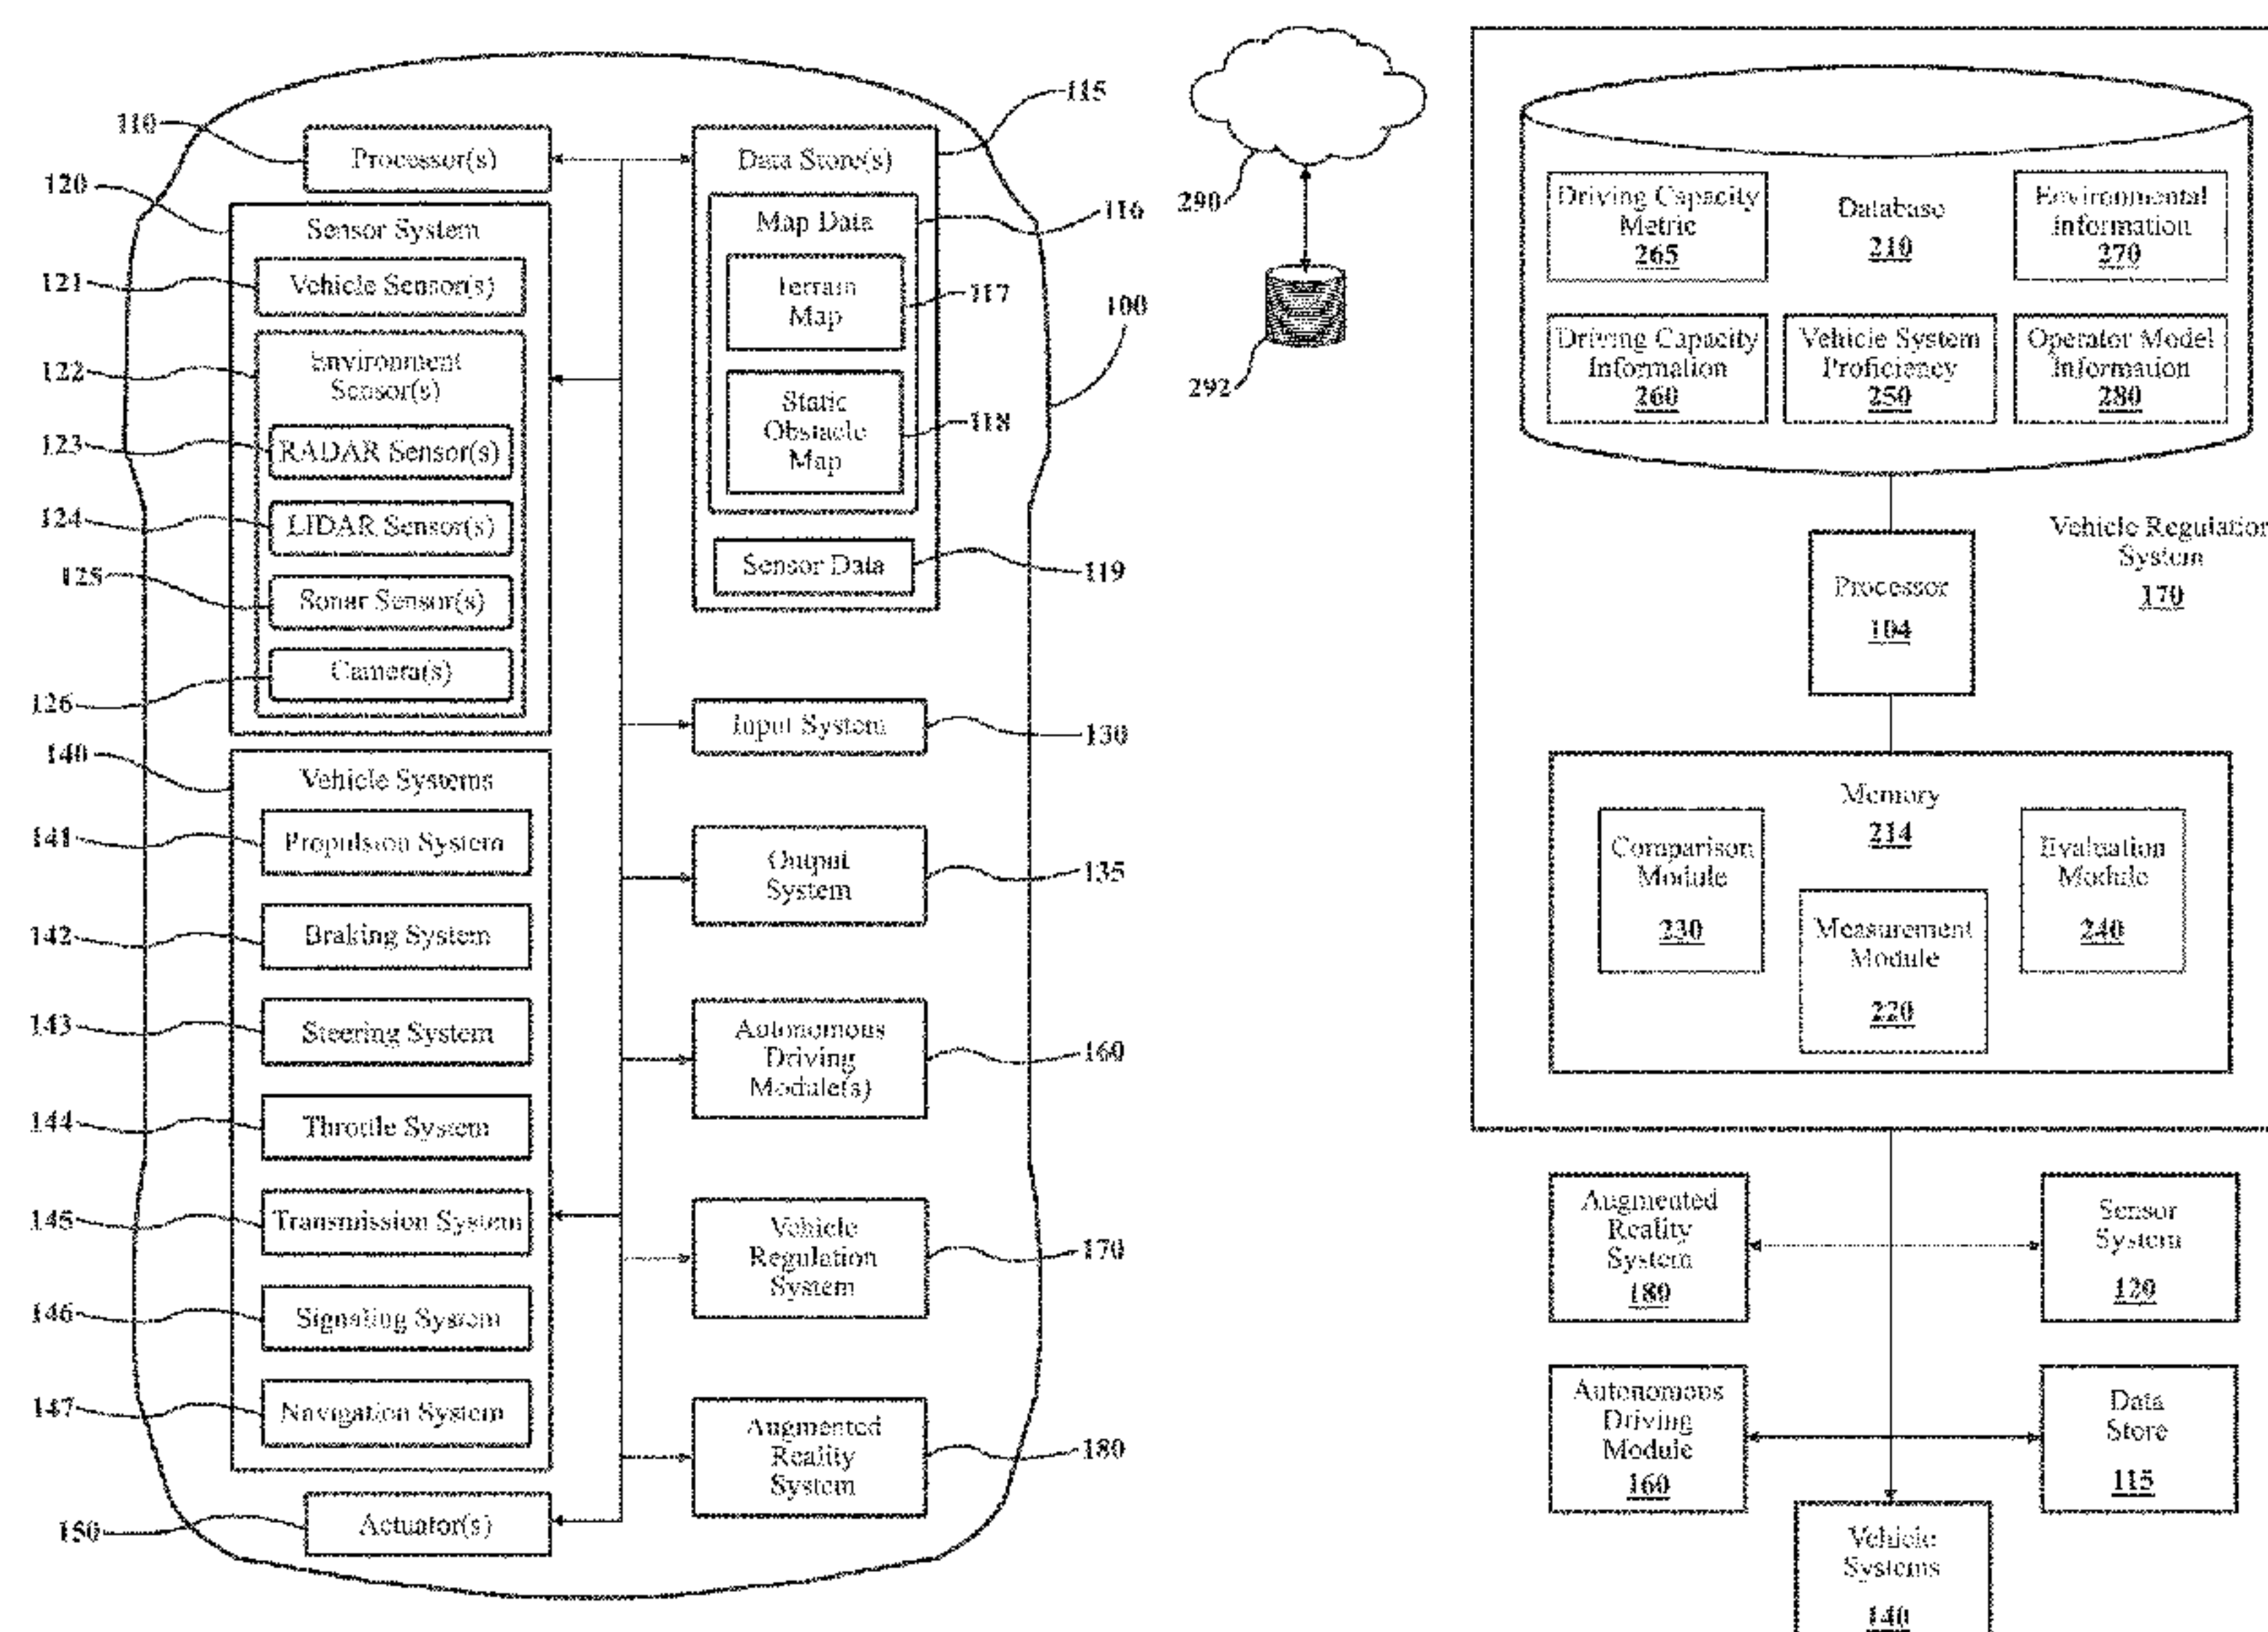 110
Processor(s)
120
Sensor System
121
Vehicle Sensor(s)
122
Environment
Sensor(s)
123
RADAR Sensor(s)
124
LIDAR Sensor(s)
125
Sonar Sensor(s)
126
Camera(s)
140
Vehicle Systems
141
Propulsion System
142
Braking System
143
Steering System
144
Throttle System
145
Transmission System
146
Signaling System
147
Navigation System
150
Actuator(s)
115
Data Store(s)
116
Map Data
117
Terrain
Map
118
Static
Obstacle
Map
119
Sensor Data
100
130
Input System
135
Output
System
160
Autonomous
Driving
Module(s)
170
Vehicle
Regulation
System
180
Augmented
Reality
System
290
292
Driving Capacity
Metric
265
Database
210
Environmental
Information
270
Driving Capacity
Information
260
Vehicle System
Proficiency
250
Operator Model
Information
280
Vehicle Regulation
System
170
Processor
104
Memory
214
Comparison
Module
230
Measurement
Module
220
Evaluation
Module
240
Augmented
Reality
System
180
Sensor
System
120
Autonomous
Driving
Module
160
Data
Store
115
Vehicle
Systems
140